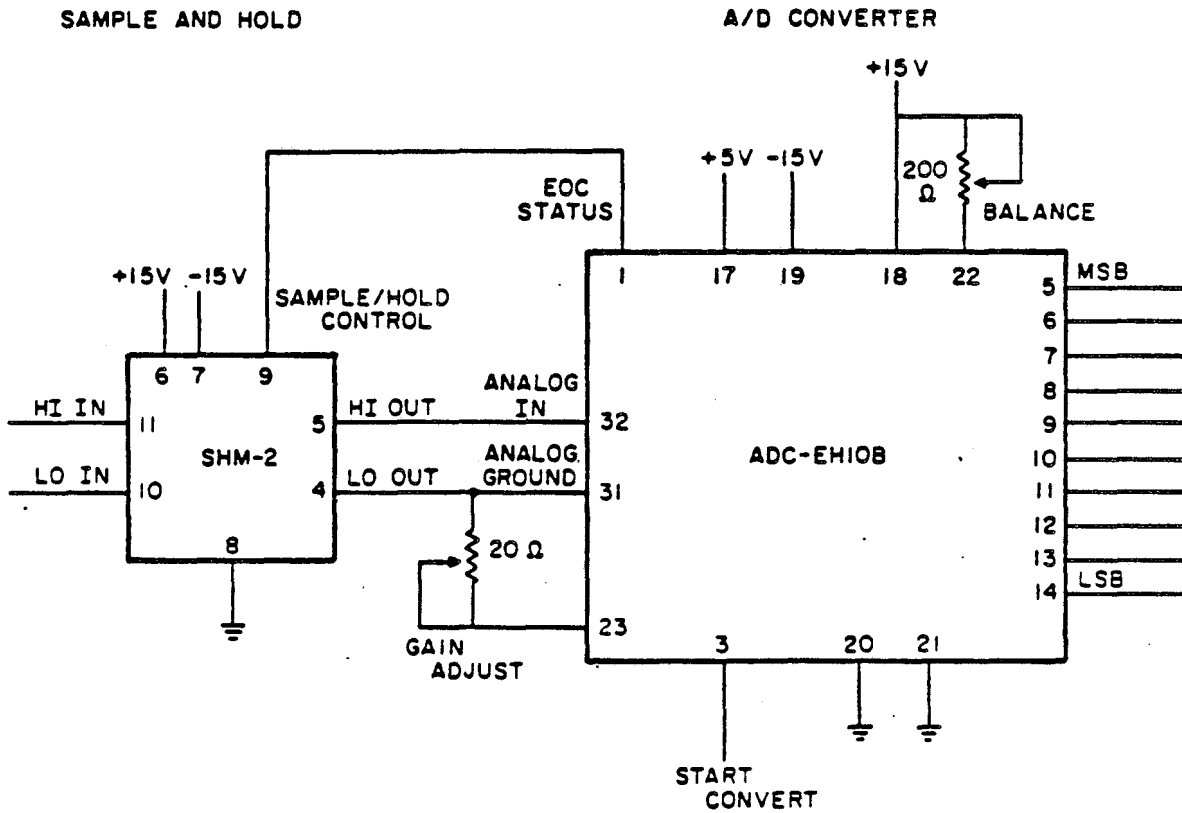 SAMPLE AND HOLD
A/D CONVERTER
+15V
+5V -15V
200
Ω
BALANCE
EOC
STATUS
1
17
19
18
22
+15V -15V
SAMPLE/HOLD
CONTROL
6
7
9
HI IN
11
5
HI OUT
ANALOG
IN
32
SHM-2
LO IN
10
4
LO OUT
ANALOG
GROUND
31
8
20 Ω
GAIN
ADJUST
23
ADC-EH10B
5
MSB
6
7
8
9
10
11
12
13
14
LSB
3
20
21
START
CONVERT